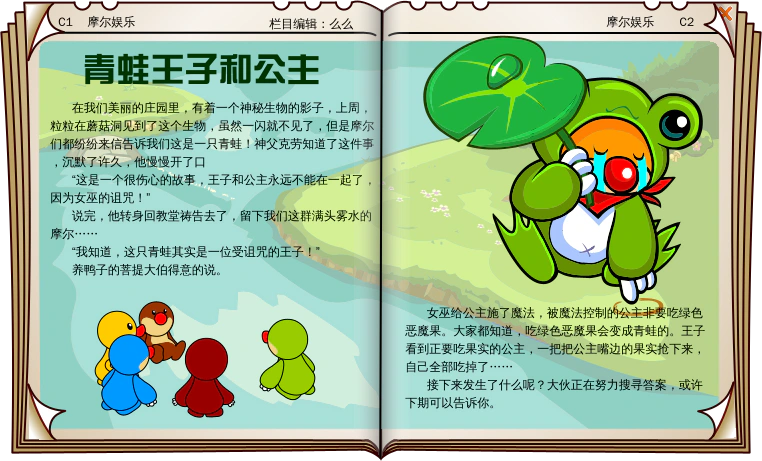 C1 摩尔娱乐
栏目编辑：么么
青蛙王子和公主
在我们美丽的庄园里，有着一个神秘生物的影子，上周，
粒粒在蘑菇洞见到了这个生物，虽然一闪就不见了，但是摩尔
们都纷纷来信告诉我们这是一只青蛙！神父克劳知道了这件事
，沉默了许久，他慢慢开了口
“这是一个很伤心的故事，王子和公主永远不能在一起了，
因为女巫的诅咒！”
说完，他转身回教堂祷告去了，留下我们这群满头雾水的
摩尔……
“我知道，这只青蛙其实是一位受诅咒的王子！”
养鸭子的菩提大伯得意的说。
摩尔娱乐 C2
女巫给公主施了魔法，被魔法控制的公主非要吃绿色
恶魔果。大家都知道，吃绿色恶魔果会变成青蛙的。王子
看到正要吃果实的公主，一把把公主嘴边的果实抢下来，
自己全部吃掉了……
接下来发生了什么呢？大伙正在努力搜寻答案，或许
下期可以告诉你。